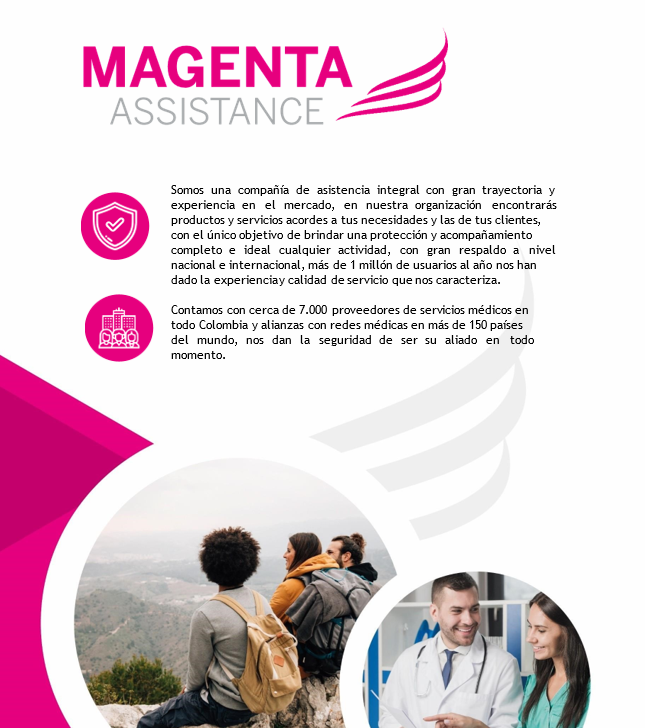 MAGENTA
ASSISTANCE
Somos una compañía de asistencia integral con gran trayectoria y
experiencia en el mercado, en nuestra organización encontrarás
productos y servicios acordes a tus necesidades y las de tus clientes,
con el único objetivo de brindar una protección y acompañamiento
completo e ideal cualquier actividad, con gran respaldo a nivel
nacional e internacional, más de 1 millón de usuarios al año nos han
dado la experienciay calidad de servicio que nos caracteriza.
Contamos con cerca de 7.000 proveedores de servicios médicos en
todo Colombia y alianzas con redes médicas en más de 150 países
del mundo, nos dan la seguridad de ser su aliado en todo
momento.